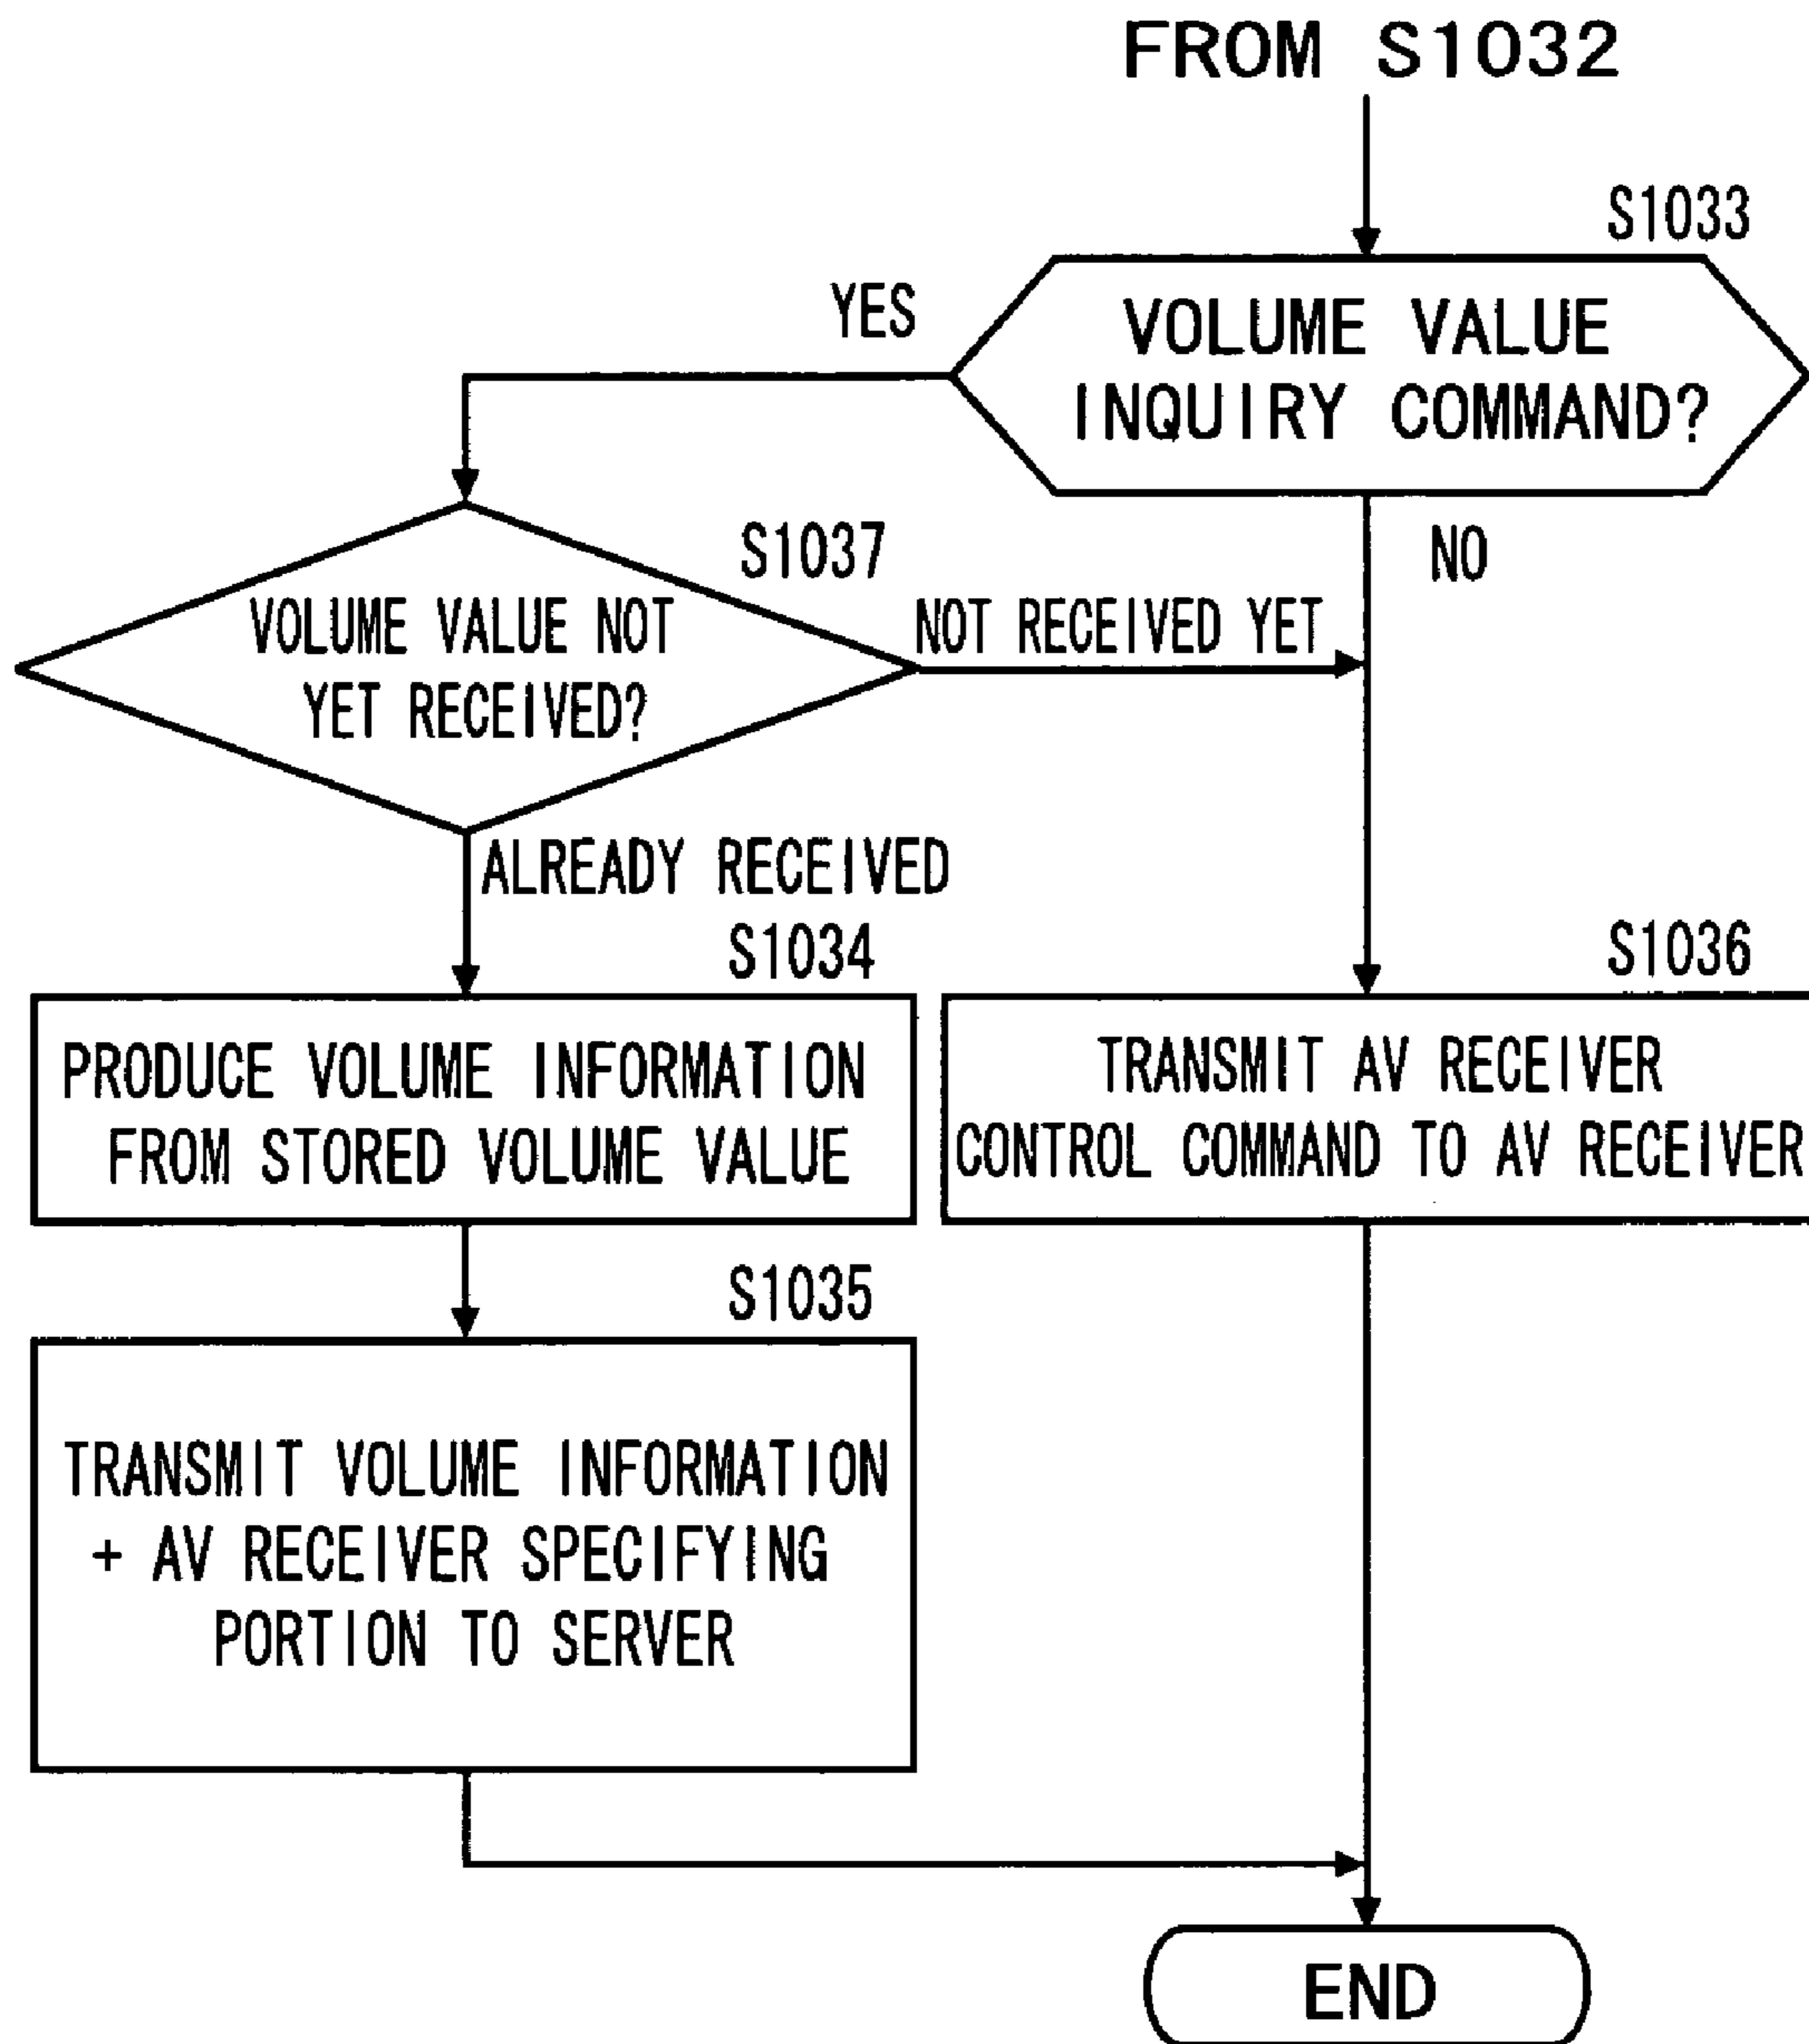 FROM S1032
S1033
VOLUME VALUE
INQUIRY COMMAND?
YES
NO
S1037
VOLUME VALUE NOT
YET RECEIVED?
NOT RECEIVED YET
ALREADY RECEIVED
S1034
PRODUCE VOLUME INFORMATION
FROM STORED VOLUME VALUE
S1036
TRANSMIT AV RECEIVER
CONTROL COMMAND TO AV RECEIVER
S1035
TRANSMIT VOLUME INFORMATION
+ AV RECEIVER SPECIFYING
PORTION TO SERVER
END